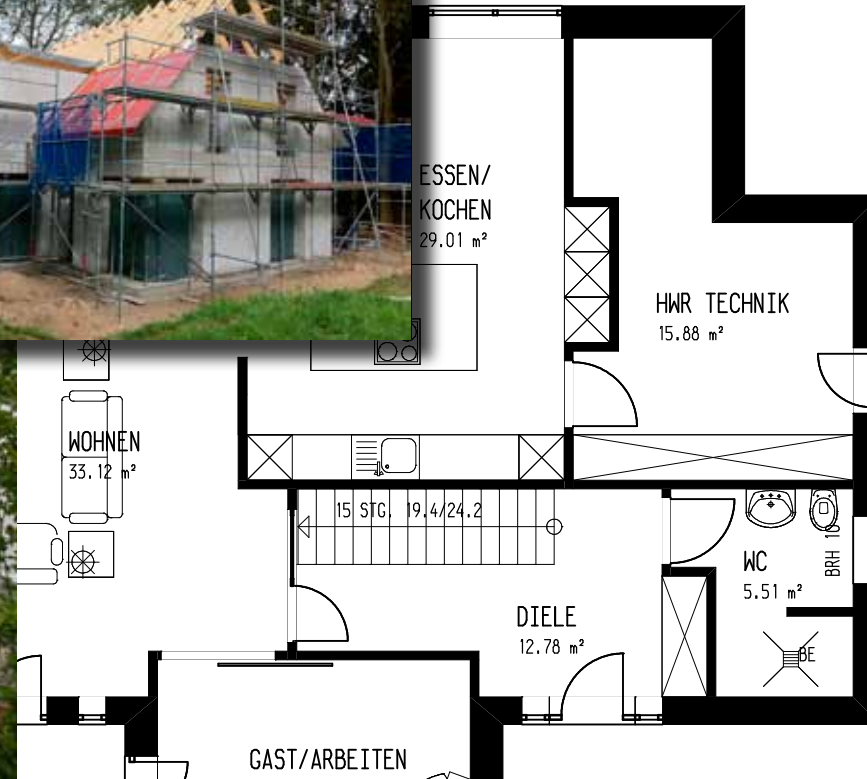 ESSEN/
KOCHEN
29.01 m²
HWR TECHNIK
15.88 m²
WOHNEN
33.12 m²
15 STG. 19.4/24.2
WC
5.51 m²
BRH 10
DIELE
12.78 m²
BE
GAST/ARBEITEN